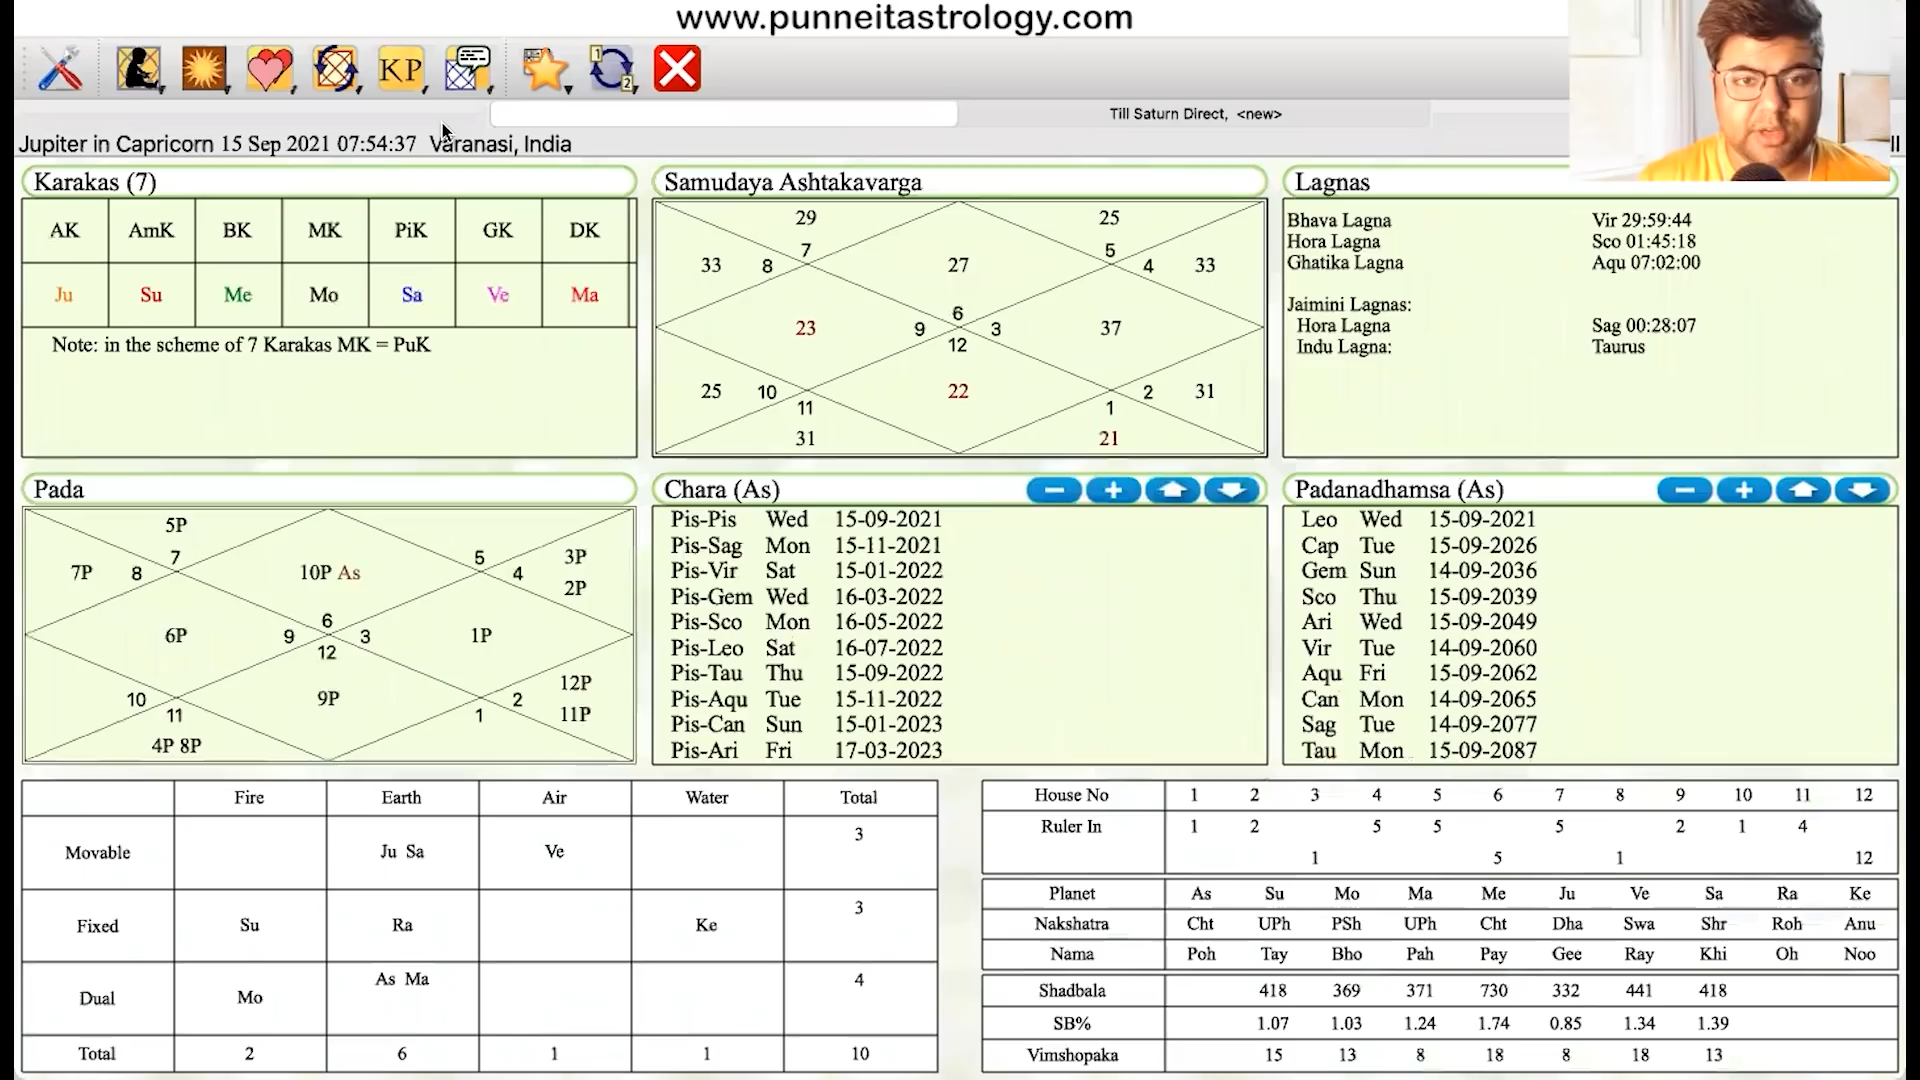 www.punneitastrology.com
KP
1
2
Till Saturn Direct, <new>
Jupiter in Capricorn 15 Sep 2021 07:54:37 Varanasi, India
Karakas (7)
AK AmK BK MK PiK GK DK
Ju Su Me Mo Sa Ve Ma
Note: in the scheme of 7 Karakas MK = PuK
Samudaya Ashtakavarga
29 25
7 5
33 8 27 4 33
6
23 9 3 37
12
25 10 22 2 31
11 1
31 21
Lagnas
Bhava Lagna Vir 29:59:44
Hora Lagna Sco 01:45:18
Ghatika Lagna Aqu 07:02:00
Jaimini Lagnas:
Hora Lagna Sag 00:28:07
Indu Lagna: Taurus
Pada
5P
7 5 3P
7P 8 10P As 4
2P
6
6P 9 3 1P
12
12P
10 9P 2
11 1 11P
4P 8P
Chara (As)
Pis-Pis Wed 15-09-2021
Pis-Sag Mon 15-11-2021
Pis-Vir Sat 15-01-2022
Pis-Gem Wed 16-03-2022
Pis-Sco Mon 16-05-2022
Pis-Leo Sat 16-07-2022
Pis-Tau Thu 15-09-2022
Pis-Aqu Tue 15-11-2022
Pis-Can Sun 15-01-2023
Pis-Ari Fri 17-03-2023
Padanadhamsa (As)
Leo Wed 15-09-2021
Cap Tue 15-09-2026
Gem Sun 14-09-2036
Sco Thu 15-09-2039
Ari Wed 15-09-2049
Vir Tue 14-09-2060
Aqu Fri 15-09-2062
Can Mon 14-09-2065
Sag Tue 14-09-2077
Tau Mon 15-09-2087
Fire Earth Air Water Total
Movable Ju Sa Ve 3
Fixed Su Ra Ke 3
Dual Mo As Ma 4
Total 2 6 1 1 10
House No 1 2 3 4 5 6 7 8 9 10 11 12
Ruler In 1 2 5 5 5 2 1 4
1 5 1 12
Planet As Su Mo Ma Me Ju Ve Sa Ra Ke
Nakshatra Cht UPh PSh UPh Cht Dha Swa Shr Roh Anu
Nama Poh Tay Bho Pah Pay Gee Ray Khi Oh Noo
Shadbala 418 369 371 730 332 441 418
SB% 1.07 1.03 1.24 1.74 0.85 1.34 1.39
Vimshopaka 15 13 8 18 8 18 13